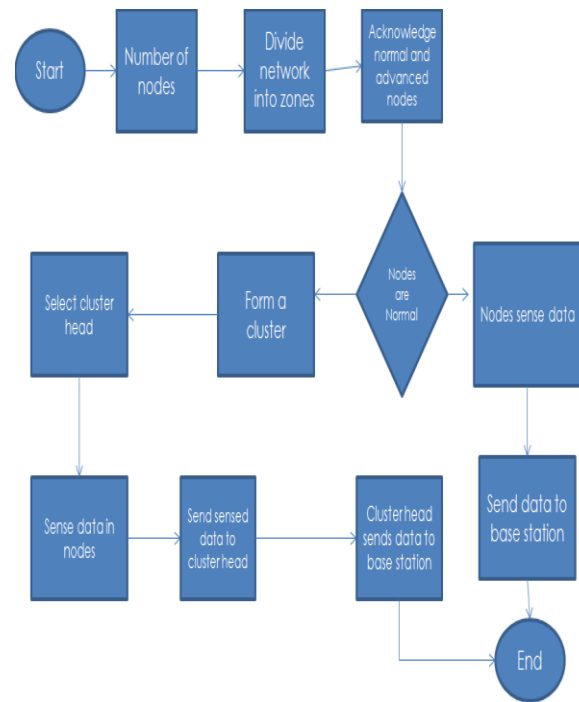 Start
Number of
nodes
Divide
network
into zones
Acknowledge
normal and
advanced
nodes
Nodes
are
Normal
Form a
cluster
Select cluster
head
Nodes sense data
Sense data in
nodes
Send sensed
data to
cluster head
Cluster head
sends data to
base station
Send data to
base station
End